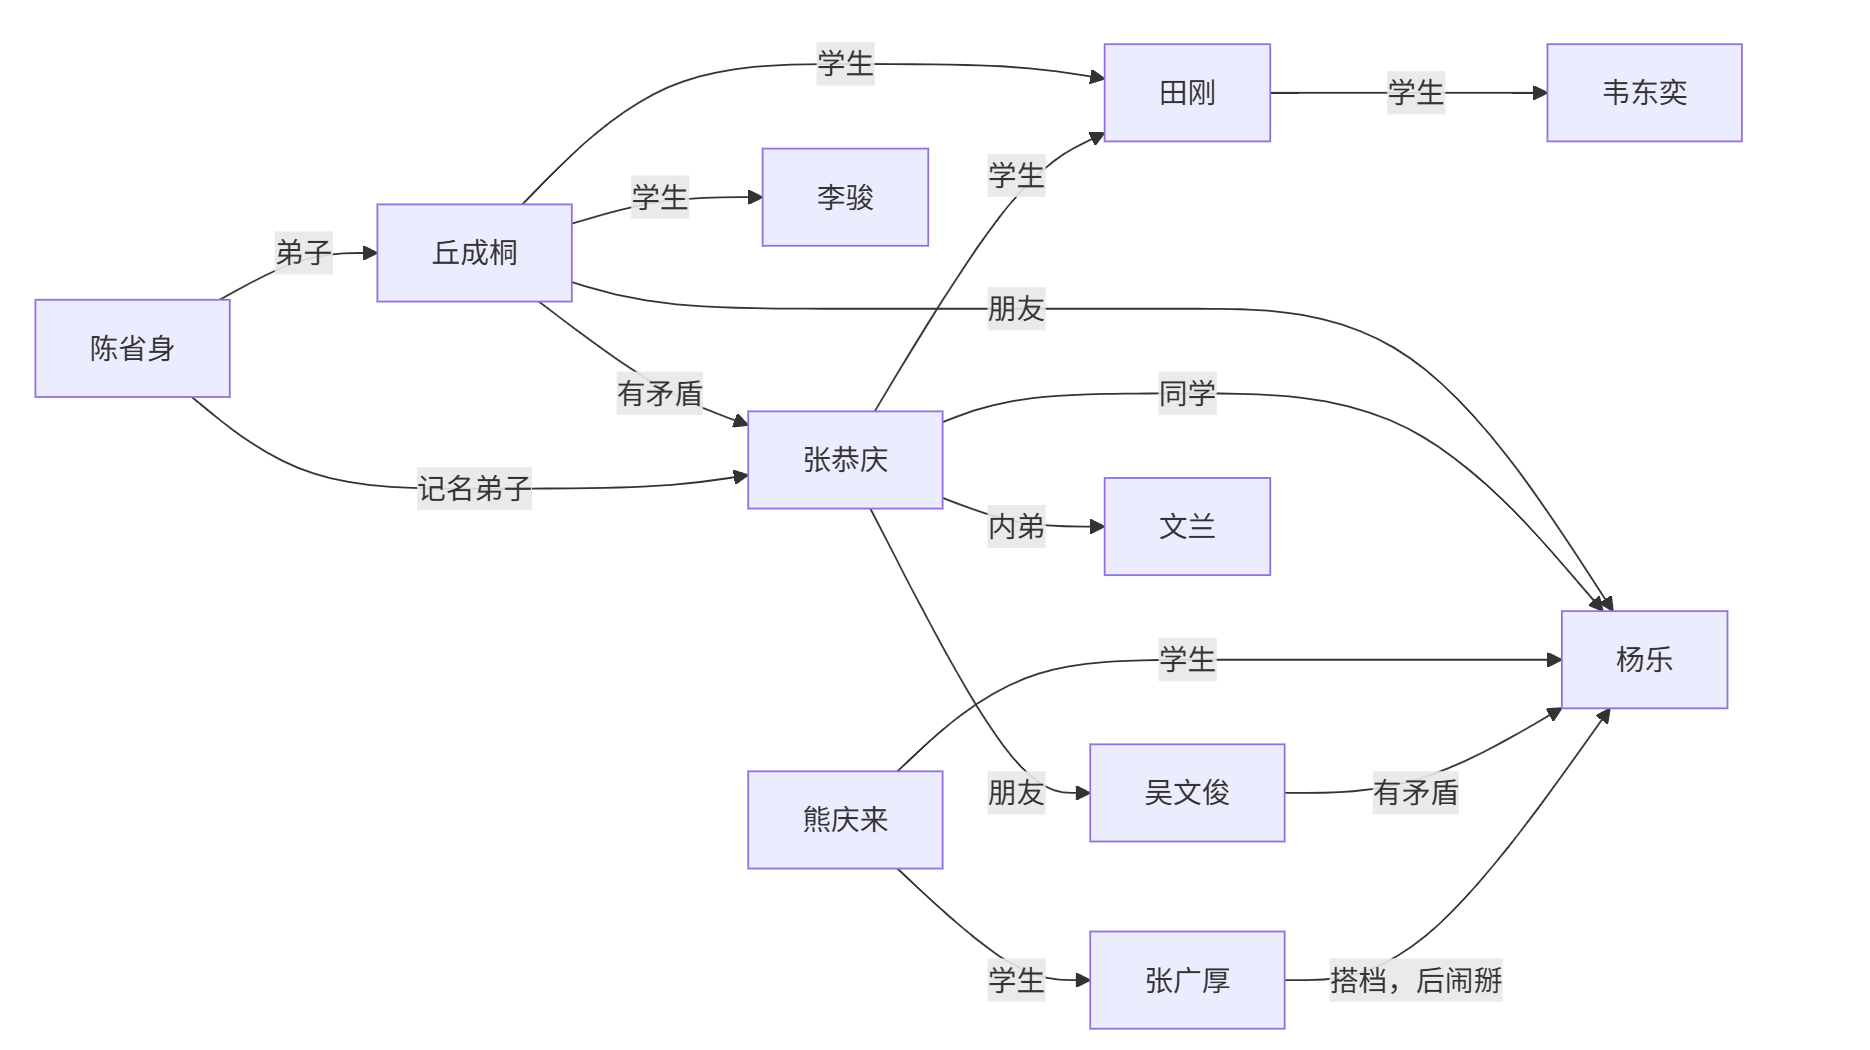 学生
田刚
学生
韦东奕
学生
李骏
学生
丘成桐
弟子
陈省身
朋友
有矛盾
同学
张恭庆
记名弟子
内弟
文兰
学生
杨乐
朋友
吴文俊
有矛盾
熊庆来
学生
张广厚
搭档，后闹掰